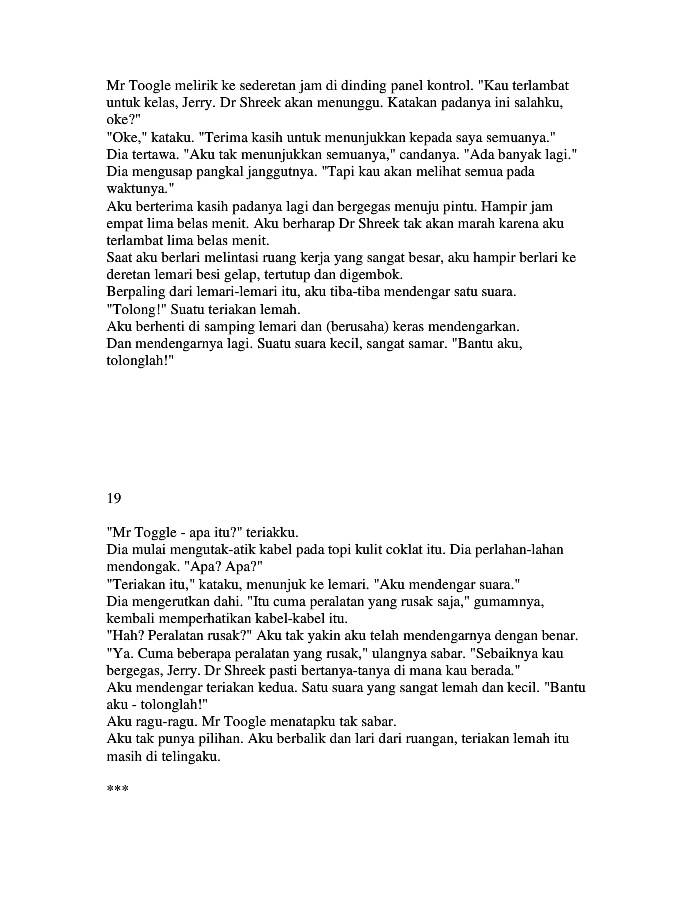 Mr Toogle melirik ke sederetan jam di dinding panel kontrol. "Kau terlambat
untuk kelas, Jerry. Dr Shreek akan menunggu. Katakan padanya ini salahku,
oke?"
"Oke," kataku. "Terima kasih untuk menunjukkan kepada saya semuanya."
Dia tertawa. "Aku tak menunjukkan semuanya," candanya. "Ada banyak lagi."
Dia mengusap pangkal janggutnya. "Tapi kau akan melihat semua pada
waktunya."
Aku berterima kasih padanya lagi dan bergegas menuju pintu. Hampir jam
empat lima belas menit. Aku berharap Dr Shreek tak akan marah karena aku
terlambat lima belas menit.
Saat aku berlari melintasi ruang kerja yang sangat besar, aku hampir berlari ke
deretan lemari besi gelap, tertutup dan digembok.
Berpaling dari lemari-lemari itu, aku tiba-tiba mendengar satu suara.
"Tolong!" Suatu teriakan lemah.
Aku berhenti di samping lemari dan (berusaha) keras mendengarkan.
Dan mendengarnya lagi. Suatu suara kecil, sangat samar. "Bantu aku,
tolonglah!"
19
"Mr Toggle - apa itu?" teriakku.
Dia mulai mengutak-atik kabel pada topi kulit coklat itu. Dia perlahan-lahan
mendongak. "Apa? Apa?"
"Teriakan itu," kataku, menunjuk ke lemari. "Aku mendengar suara."
Dia mengerutkan dahi. "Itu cuma peralatan yang rusak saja," gumamnya,
kembali memperhatikan kabel-kabel itu.
"Hah? Peralatan rusak?" Aku tak yakin aku telah mendengarnya dengan benar.
"Ya. Cuma beberapa peralatan yang rusak," ulangnya sabar. "Sebaiknya kau
bergegas, Jerry. Dr Shreek pasti bertanya-tanya di mana kau berada."
Aku mendengar teriakan kedua. Satu suara yang sangat lemah dan kecil. "Bantu
aku - tolonglah!"
Aku ragu-ragu. Mr Toogle menatapku tak sabar.
Aku tak punya pilihan. Aku berbalik dan lari dari ruangan, teriakan lemah itu
masih di telingaku.
***